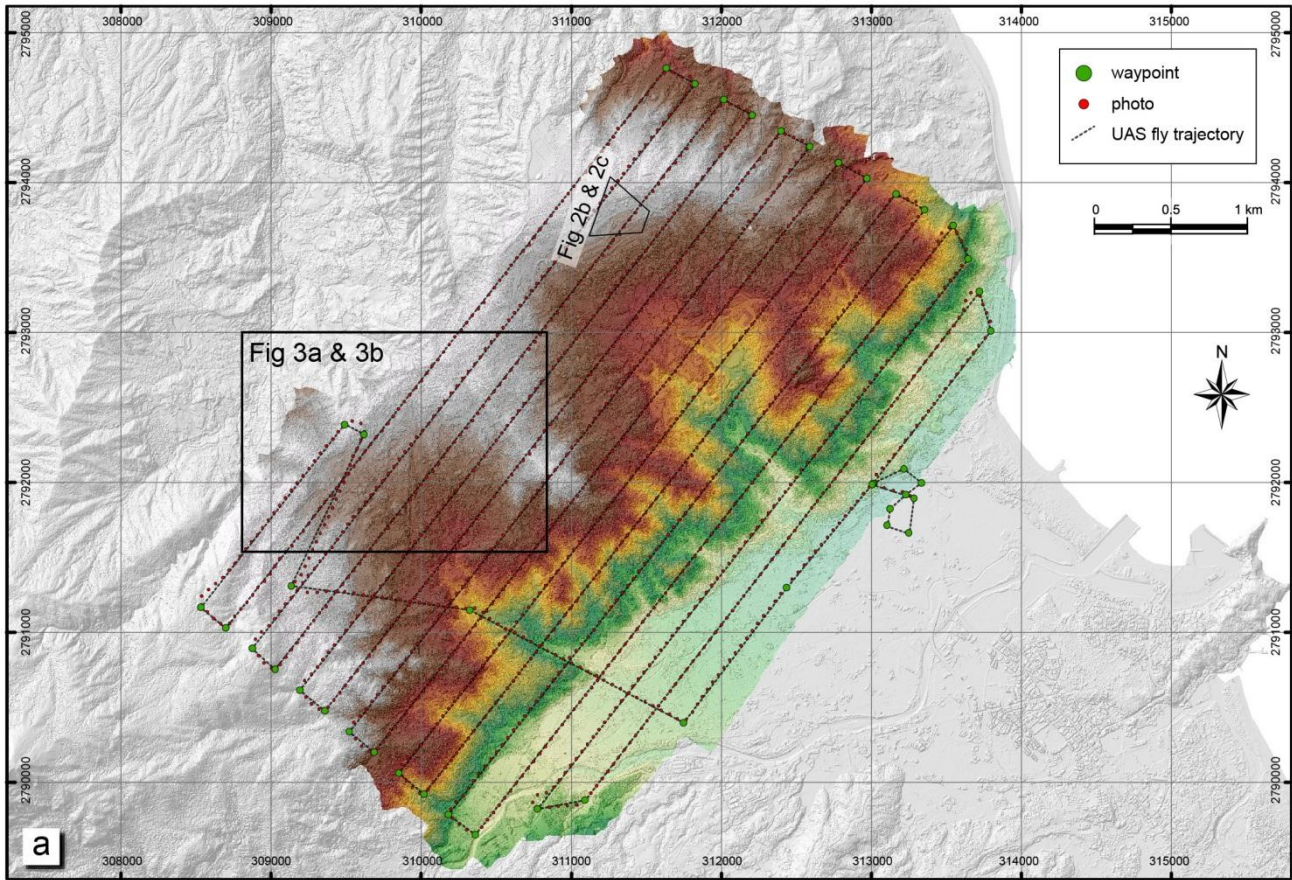 308000 309000 310000 311000 312000 313000 314000 315000
2795000 2795000
waypoint
photo
UAS fly trajectory
2794000 2794000
Fig 2b & 2c
0 0.5 1 km
2793000 2793000
Fig 3a & 3b
N
2792000 2792000
2791000 2791000
2790000 2790000
a
308000 309000 310000 311000 312000 313000 314000 315000